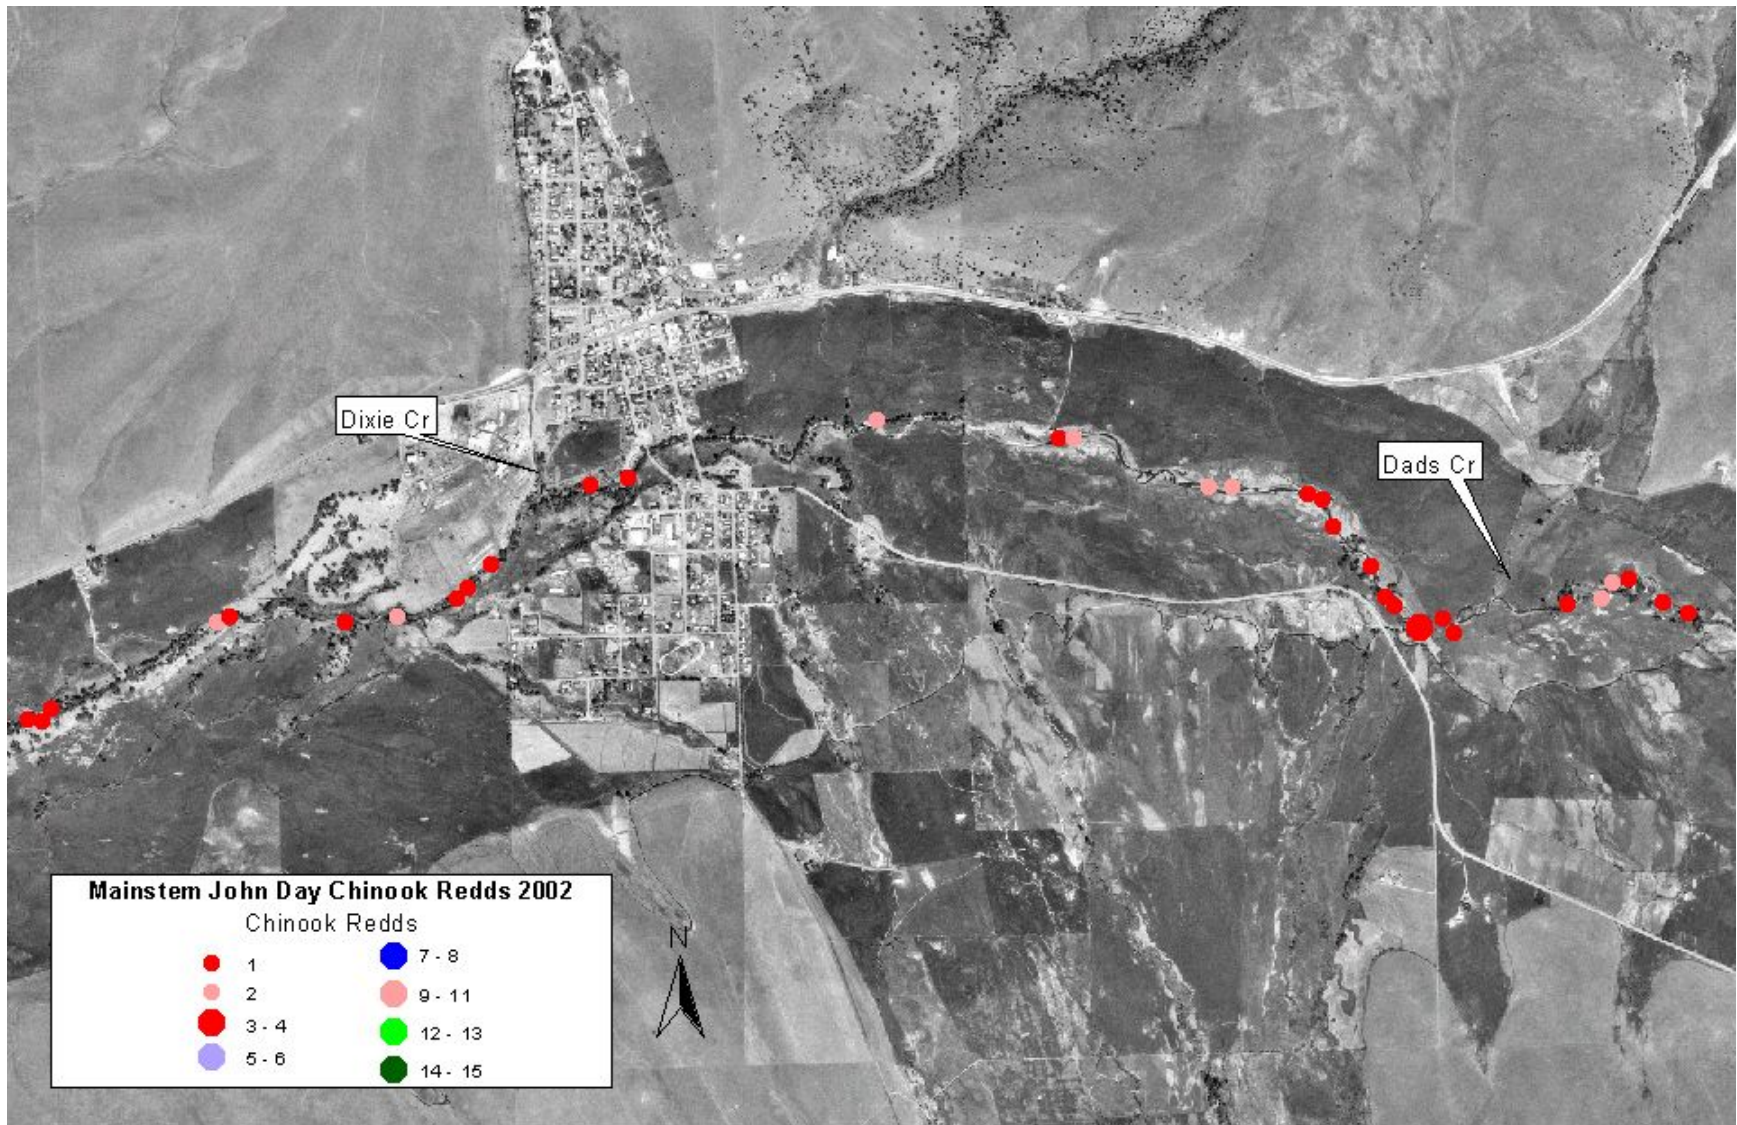 Dixie Cr
Dads Cr
Mainstem John Day Chinook Redds 2002
Chinook Redds
1
2
3 - 4
5 - 6
7 - 8
9 - 11
12 - 13
14 - 15
N